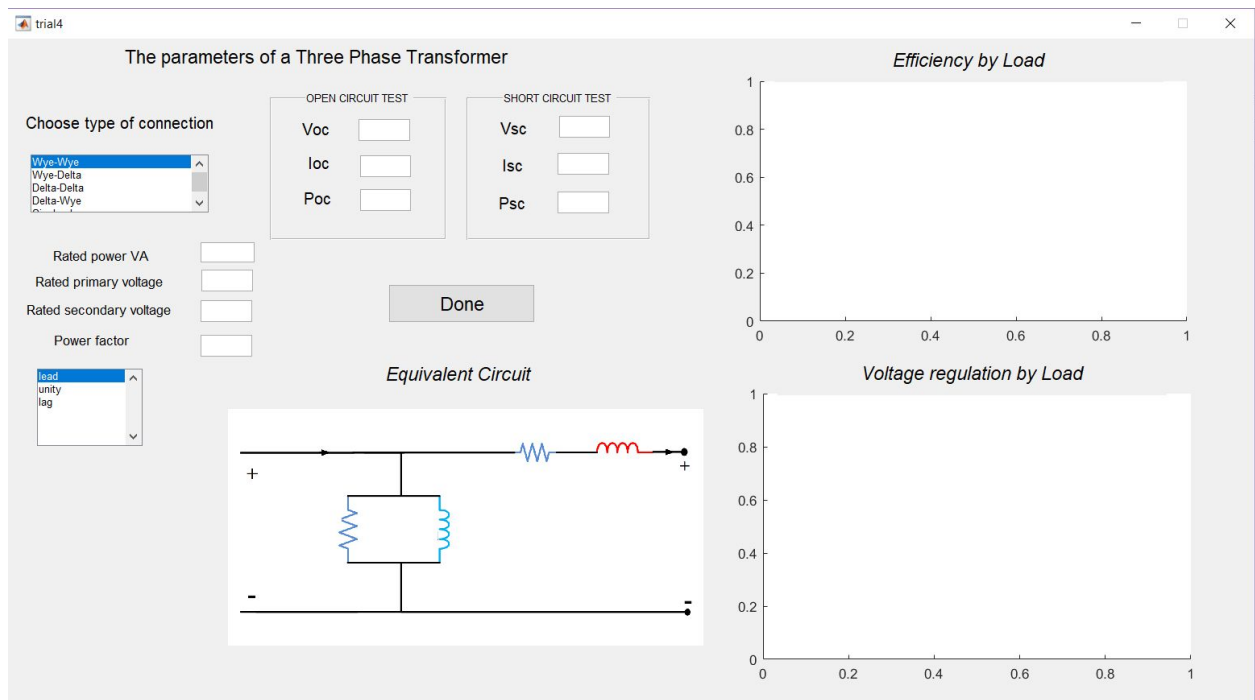 trial4
The parameters of a Three Phase Transformer
Choose type of connection
Wye-Wye
Wye-Delta
Delta-Delta
Delta-Wye
OPEN CIRCUIT TEST
Voc
Ioc
Poc
SHORT CIRCUIT TEST
Vsc
Isc
Psc
Rated power VA
Rated primary voltage
Rated secondary voltage
Power factor
lead
unity
lag
Done
Equivalent Circuit
+
+
-
-
Efficiency by Load
1
0.8
0.6
0.4
0.2
0
0 0.2 0.4 0.6 0.8 1
Voltage regulation by Load
1
0.8
0.6
0.4
0.2
0
0 0.2 0.4 0.6 0.8 1